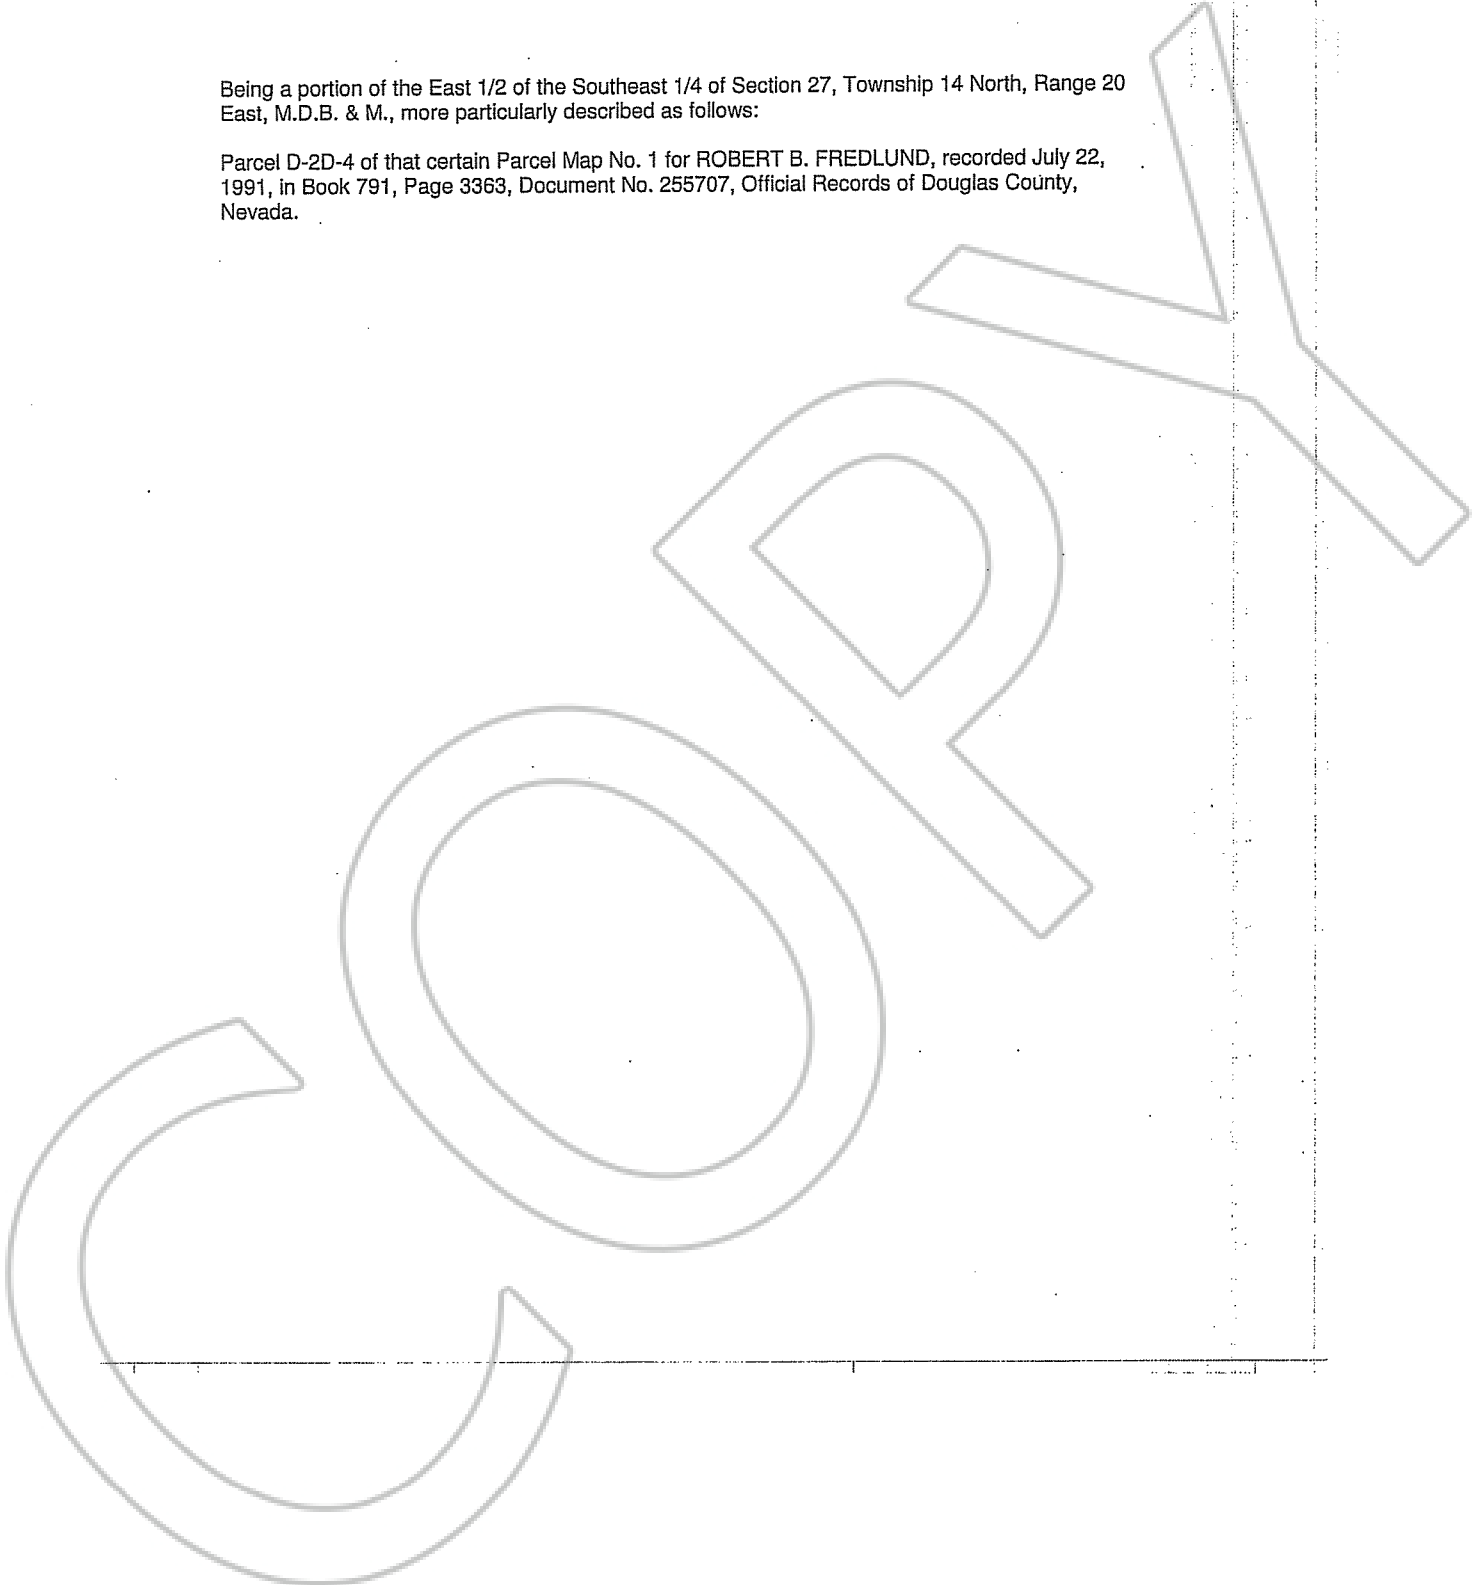 Being a portion of the East 1/2 of the Southeast 1/4 of Section 27, Township 14 North, Range 20
East, M.D.B. & M., more particularly described as follows:
Parcel D-2D-4 of that certain Parcel Map No. 1 for ROBERT B. FREDLUND, recorded July 22,
1991, in Book 791, Page 3363, Document No. 255707, Official Records of Douglas County,
Nevada.
COPY